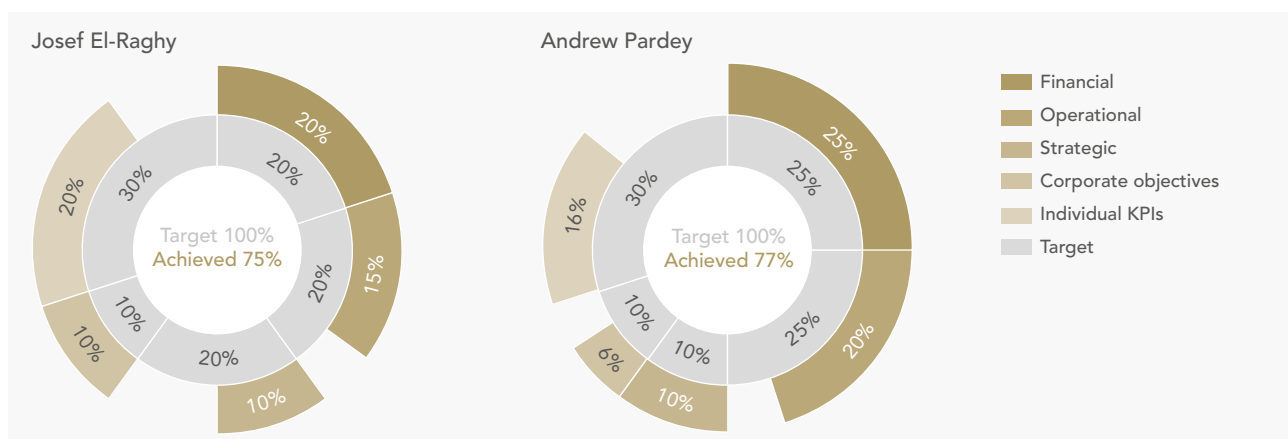 Josef El-Raghy
20%
20%
15%
20%
10%
20%
10%
10%
20%
30%
Target 100%
Achieved 75%
Andrew Pardey
25%
25%
20%
25%
10%
10%
6%
10%
16%
30%
Target 100%
Achieved 77%
Financial
Operational
Strategic
Corporate objectives
Individual KPIs
Target